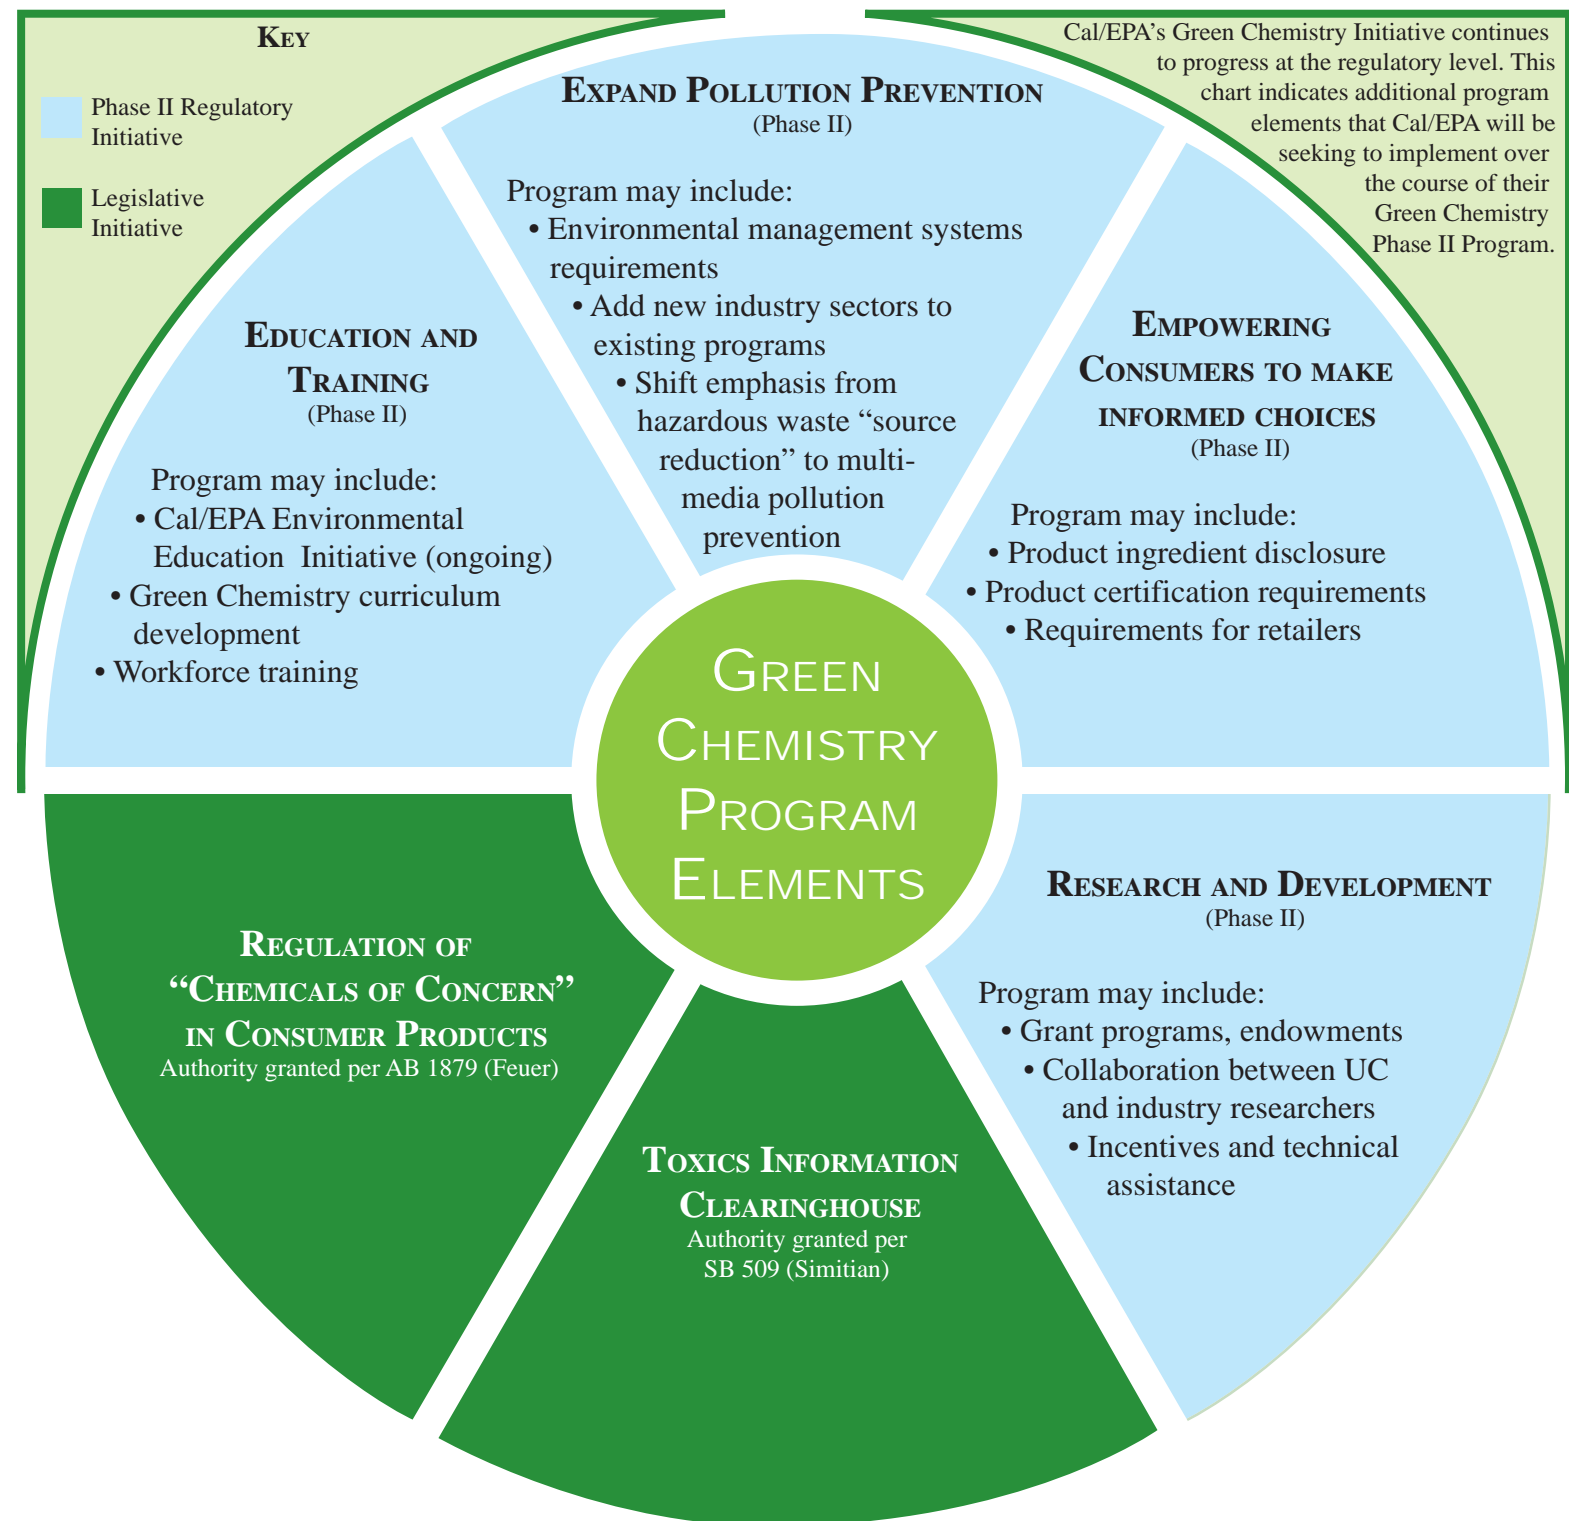 KEY
Phase II Regulatory
Initiative
Legislative
Initiative
Cal/EPA's Green Chemistry Initiative continues
to progress at the regulatory level. This
chart indicates additional program
elements that Cal/EPA will be
seeking to implement over
the course of their
Green Chemistry
Phase II Program.
EXPAND POLLUTION PREVENTION
(Phase II)
Program may include:
• Environmental management systems
requirements
• Add new industry sectors to
existing programs
• Shift emphasis from
hazardous waste “source
reduction” to multi-
media pollution
prevention
EDUCATION AND
TRAINING
(Phase II)
Program may include:
• Cal/EPA Environmental
Education Initiative (ongoing)
• Green Chemistry curriculum
development
• Workforce training
EMPOWERING
CONSUMERS TO MAKE
INFORMED CHOICES
(Phase II)
Program may include:
• Product ingredient disclosure
• Product certification requirements
• Requirements for retailers
GREEN
CHEMISTRY
PROGRAM
ELEMENTS
REGULATION OF
“CHEMICALS OF CONCERN”
IN CONSUMER PRODUCTS
Authority granted per AB 1879 (Feuer)
TOXICS INFORMATION
CLEARINGHOUSE
Authority granted per
SB 509 (Simitian)
RESEARCH AND DEVELOPMENT
(Phase II)
Program may include:
• Grant programs, endowments
• Collaboration between UC
and industry researchers
• Incentives and technical
assistance